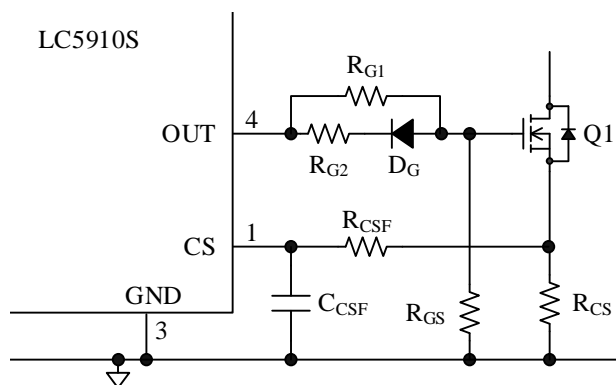 LC5910S
RG1
OUT
4
Q1
RG2
DG
CS
1
RCSF
GND
3
CCSF
RGS
RCS